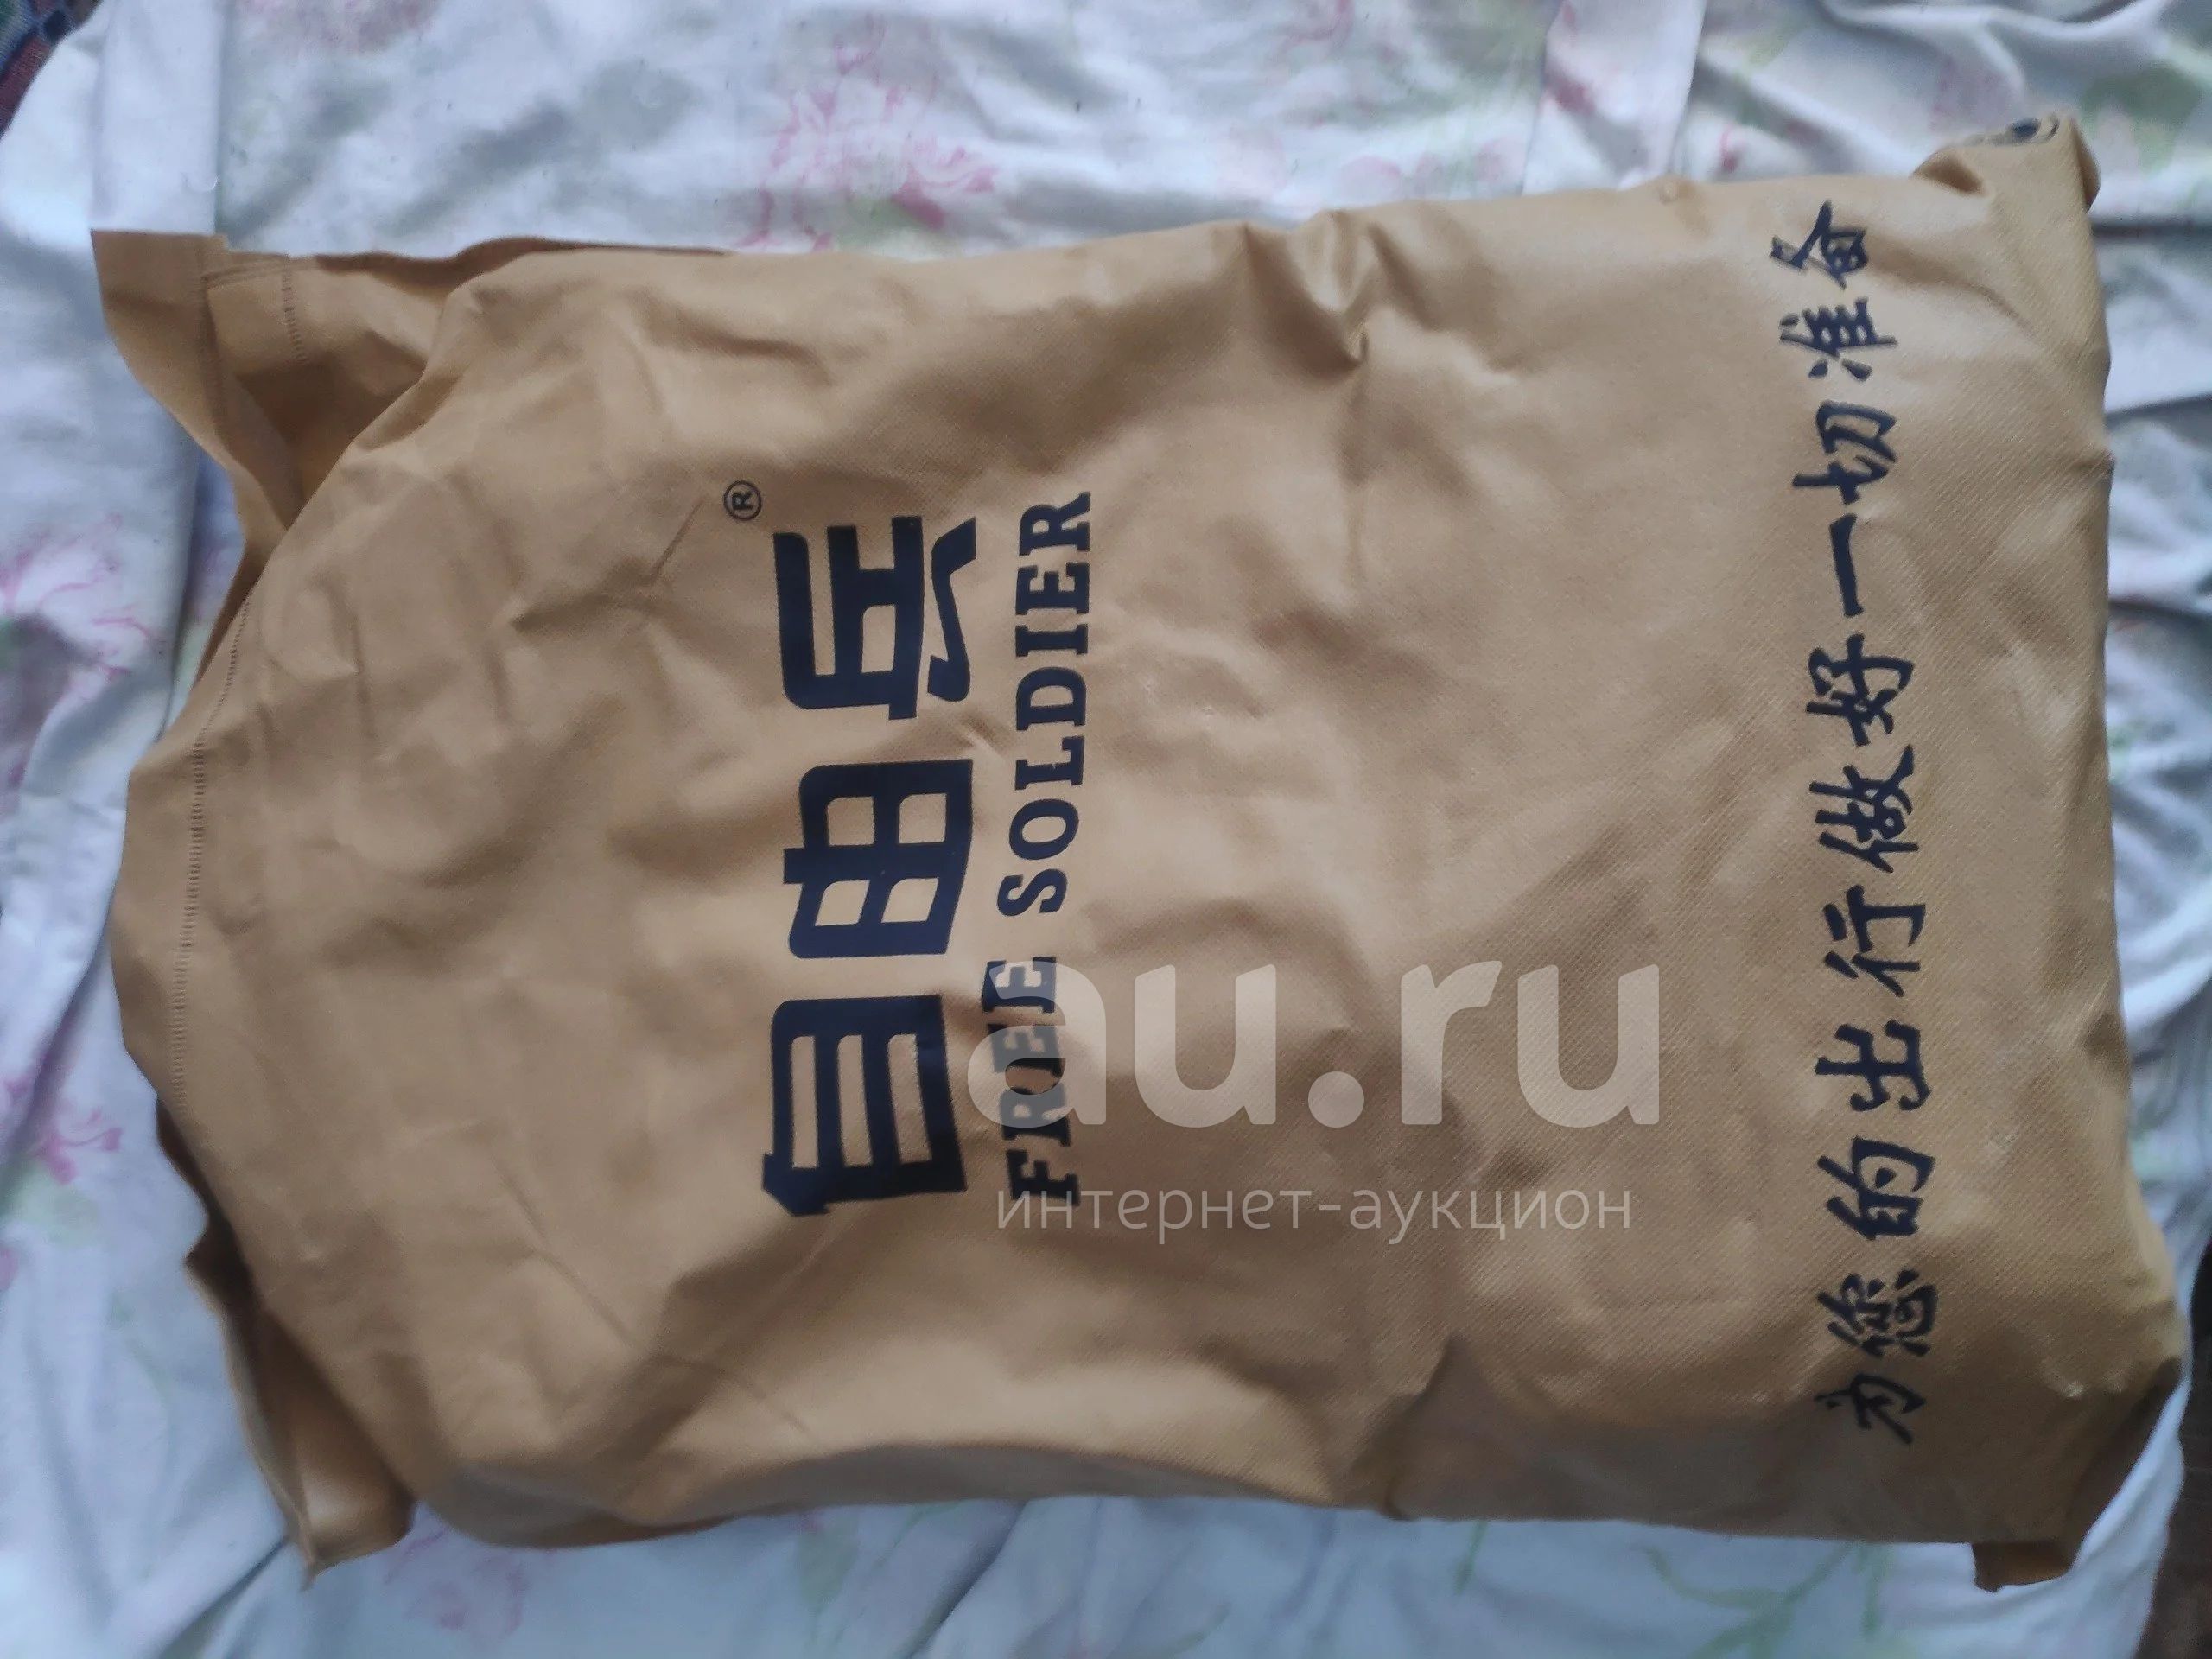 自由兵®
FREE SOLDIER
为您的出行做好一切准备
au.ru
интернет-аукцион